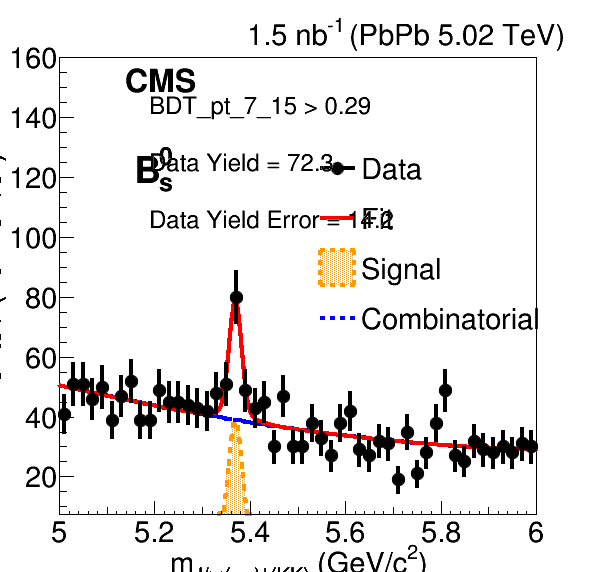 1.5 nb-1 (PbPb 5.02 TeV)
160
CMS
BDT_pt_7_15 > 0.29
140
Data Yield = 72.3
B0s
Data
120
Data Yield Error = 14.2
Fit
100
Signal
80
Combinatorial
60
40
20
5 5.2 5.4 5.6 5.8 6
m (GeV/c2)